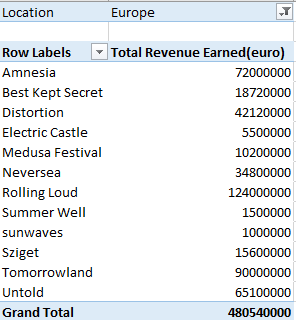 Location Europe
Row Labels Total Revenue Earned(euro)
Amnesia 72000000
Best Kept Secret 18720000
Distortion 42120000
Electric Castle 5500000
Medusa Festival 10200000
Neversea 34800000
Rolling Loud 124000000
Summer Well 1500000
sunwaves 1000000
Sziget 15600000
Tomorrowland 90000000
Untold 65100000
Grand Total 480540000